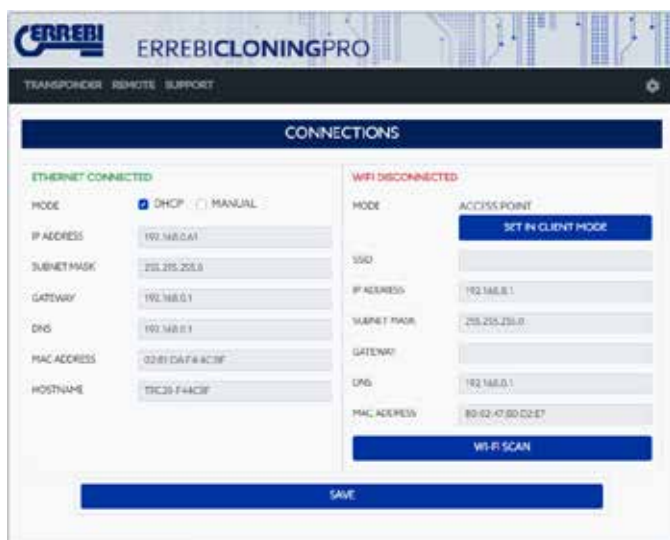 ERREBI
ERREBICLONINGPRO
TRANSPONDER REMOTE SUPPORT
CONNECTIONS
ETHERNET CONNECTED
MODE DHCP MANUAL
IP ADDRESS 192.168.0.61
SUBNET MASK 255.255.255.0
GATEWAY 192.168.0.1
DNS 192.168.0.1
MAC ADDRESS
HOSTNAME
WIFI DISCONNECTED
MODE ACCESS POINT
SET IN CLIENT MODE
SSID
IP ADDRESS 192.168.8.1
SUBNET MASK 255.255.255.0
GATEWAY
DNS 192.168.0.1
MAC ADDRESS
WI-FI SCAN
SAVE